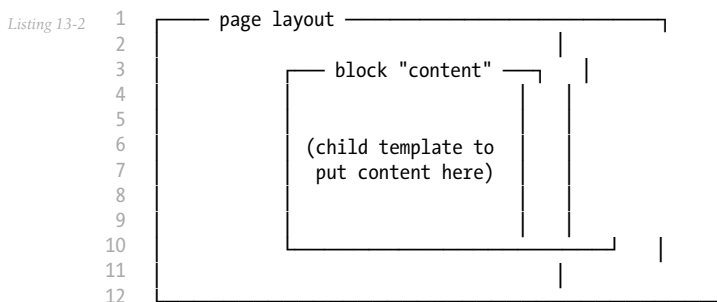 Listing 13-2
1 page layout
2
3 block "content"
4
5
6 (child template to
7 put content here)
8
9
10
11
12